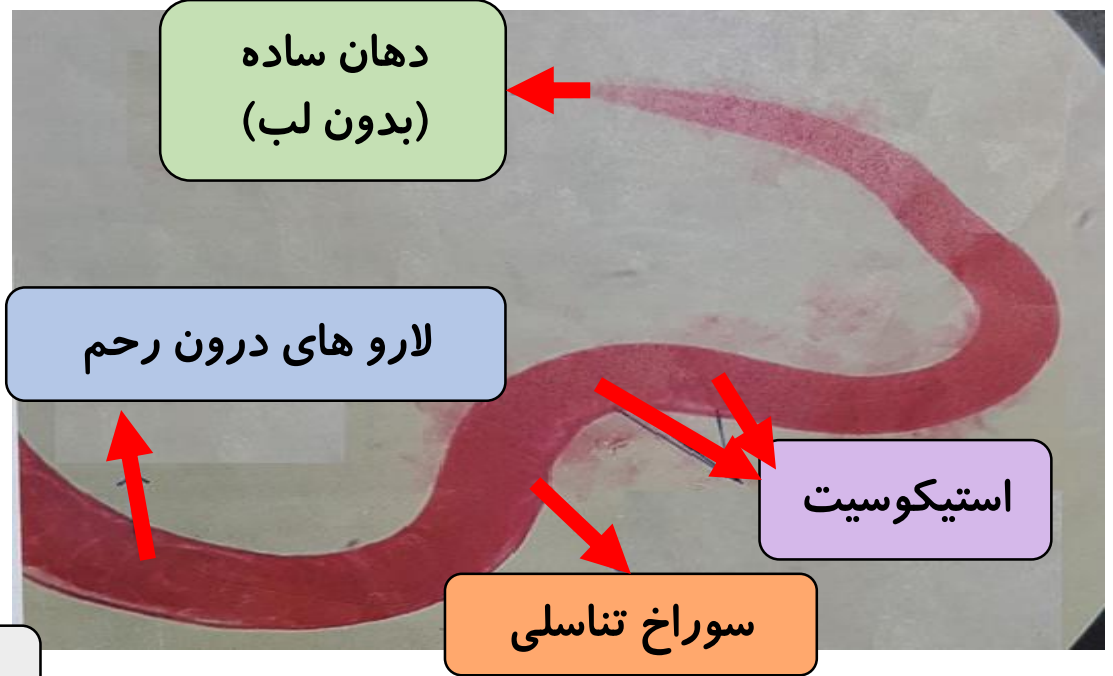 دهان ساده
(بدون لب)
لارو های درون رحم
استیکوسیت
سوراخ تناسلی